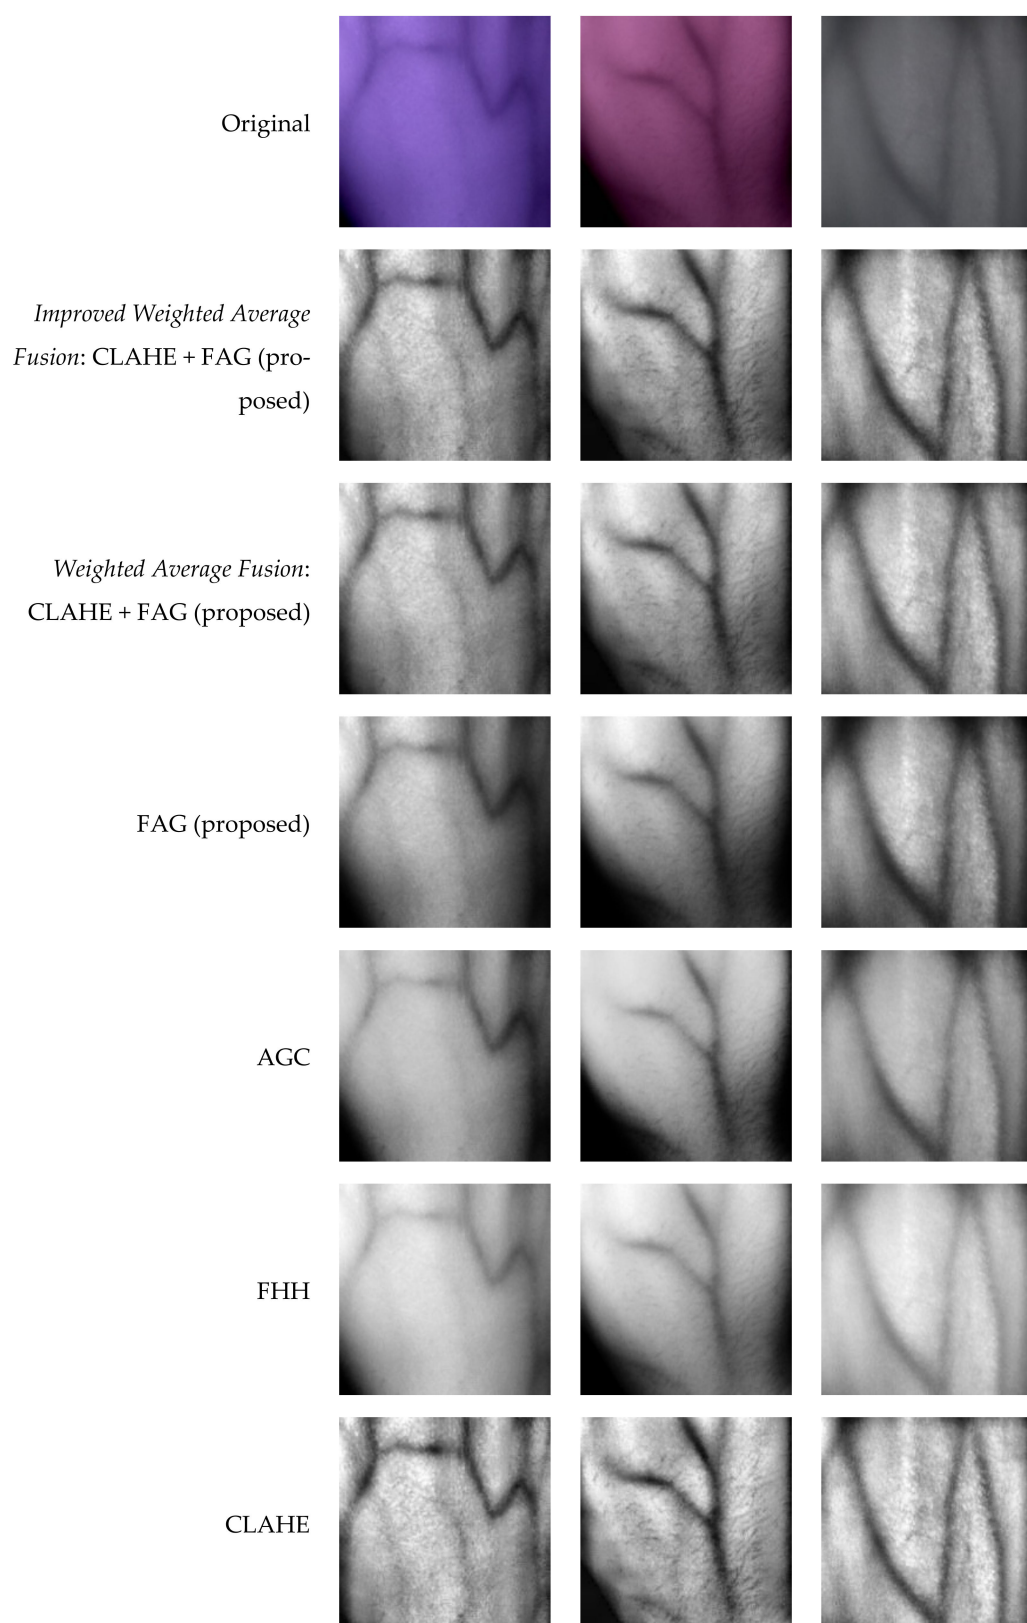 Original
Improved Weighted Average
Fusion: CLAHE + FAG (pro-
posed)
Weighted Average Fusion:
CLAHE + FAG (proposed)
FAG (proposed)
AGC
FHH
CLAHE